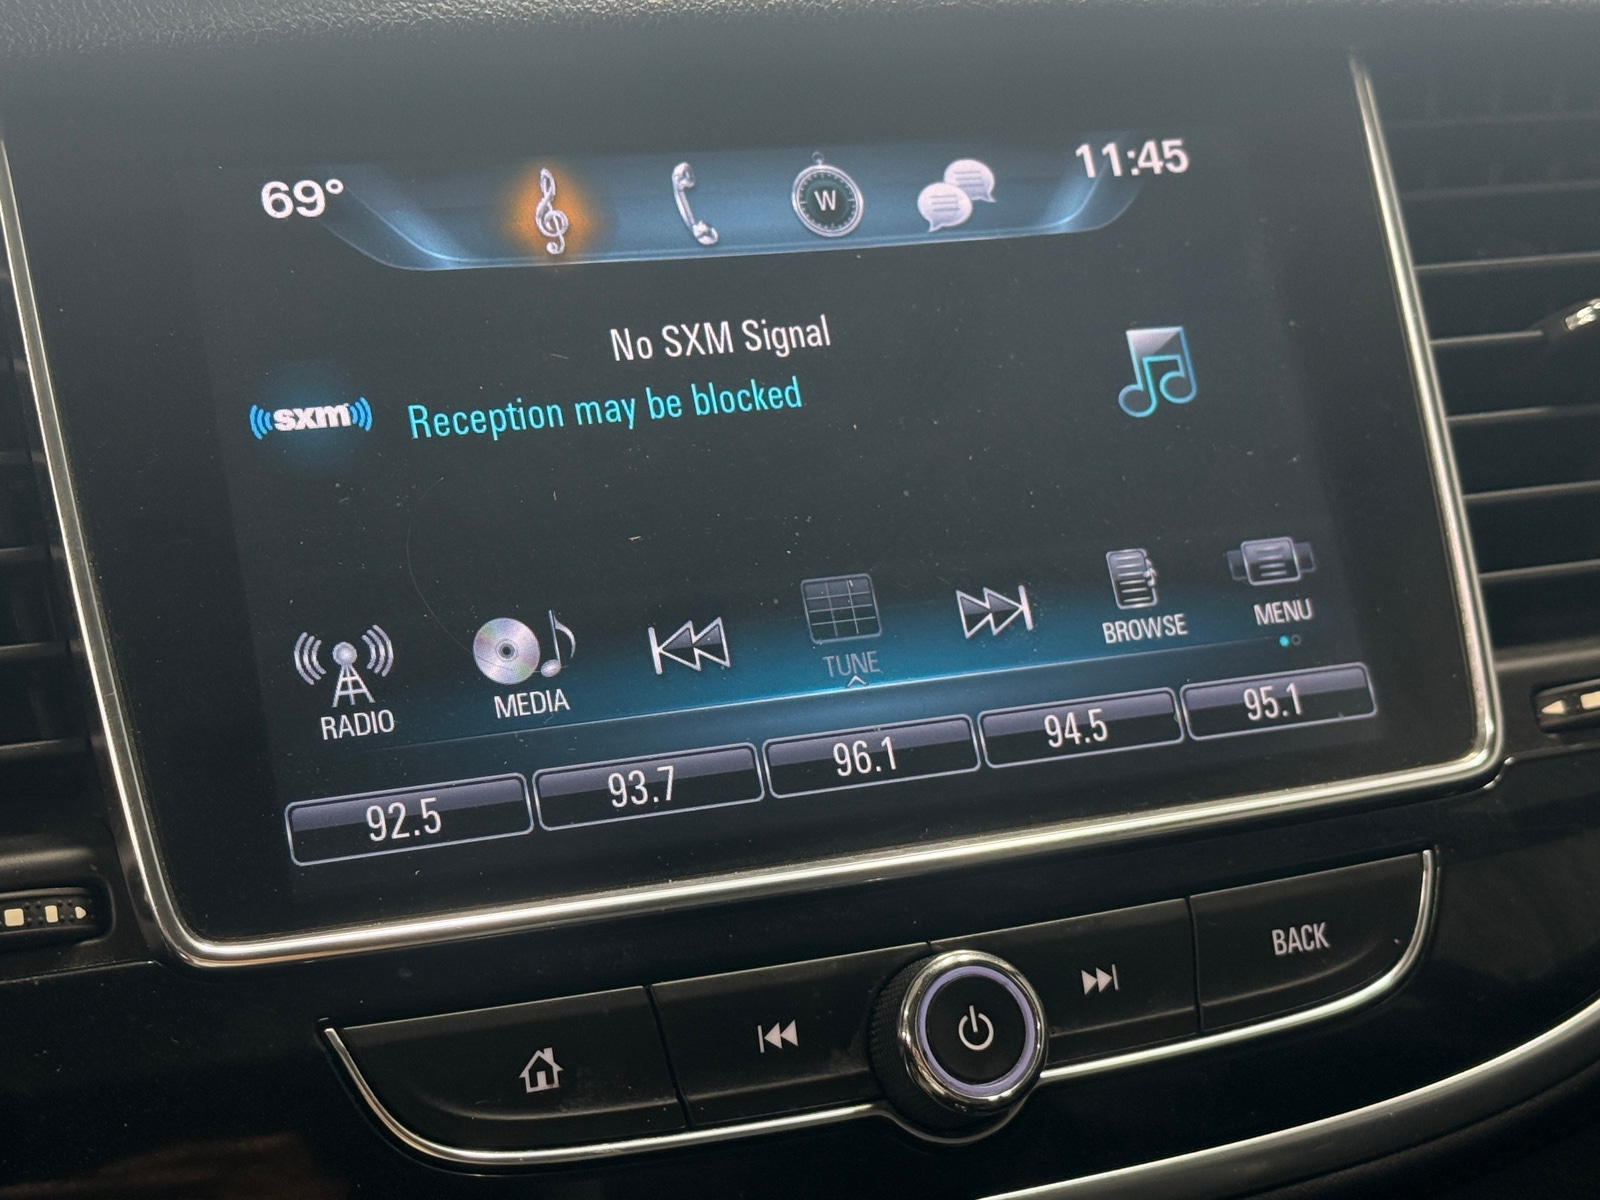 69° W 11:45
No SXM Signal
((sxm)) Reception may be blocked
RADIO MEDIA TUNE BROWSE MENU
92.5 93.7 96.1 94.5 95.1
BACK